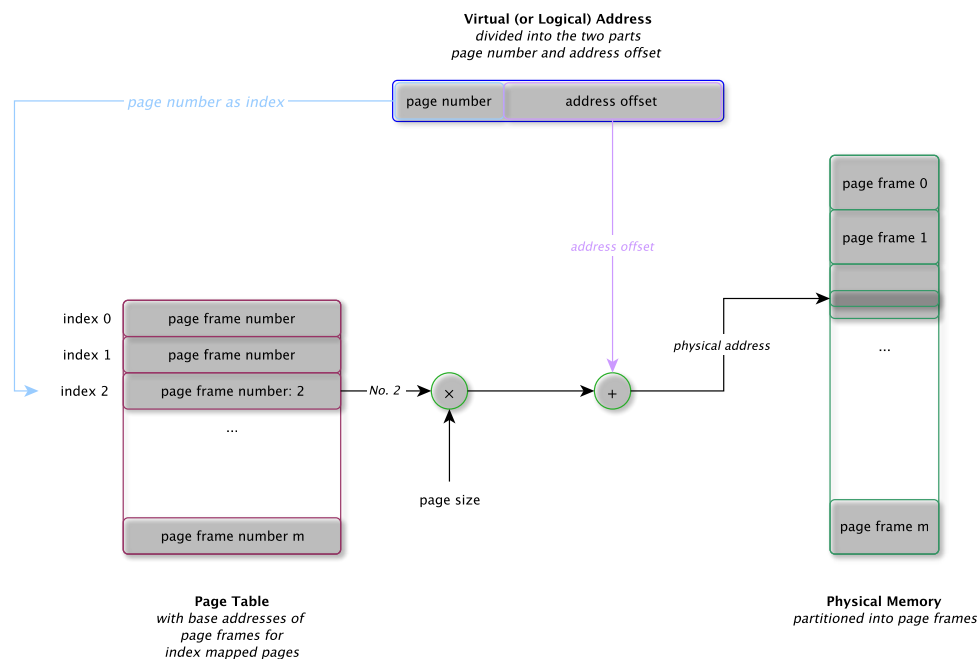 Virtual (or Logical) Address
divided into the two parts
page number and address offset
page number as index
page number
address offset
page frame 0
page frame 1
address offset
index 0
page frame number
physical address
...
index 1
page frame number
index 2
page frame number: 2
No. 2
×
+
...
page size
page frame m
page frame number m
Page Table
with base addresses of
page frames for
index mapped pages
Physical Memory
partitioned into page frames